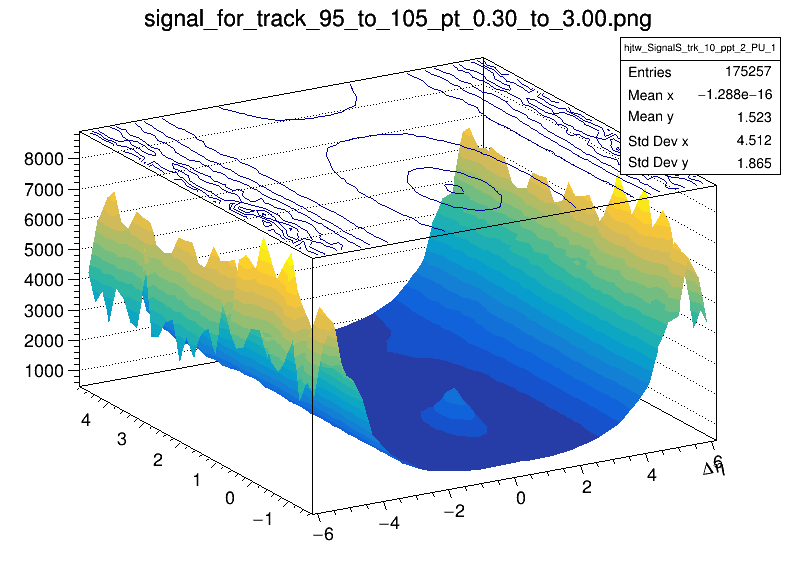 signal_for_track_95_to_105_pt_0.30_to_3.00.png
hjtw_SignalS_trk_10_ppt_2_PU_1
Entries 175257
Mean x −1.288e−16
Mean y 1.523
Std Dev x 4.512
Std Dev y 1.865
8000
7000
6000
5000
4000
3000
2000
1000
4
3
2
1
0
−1
−6
−4
−2
0
2
4
6
Δη